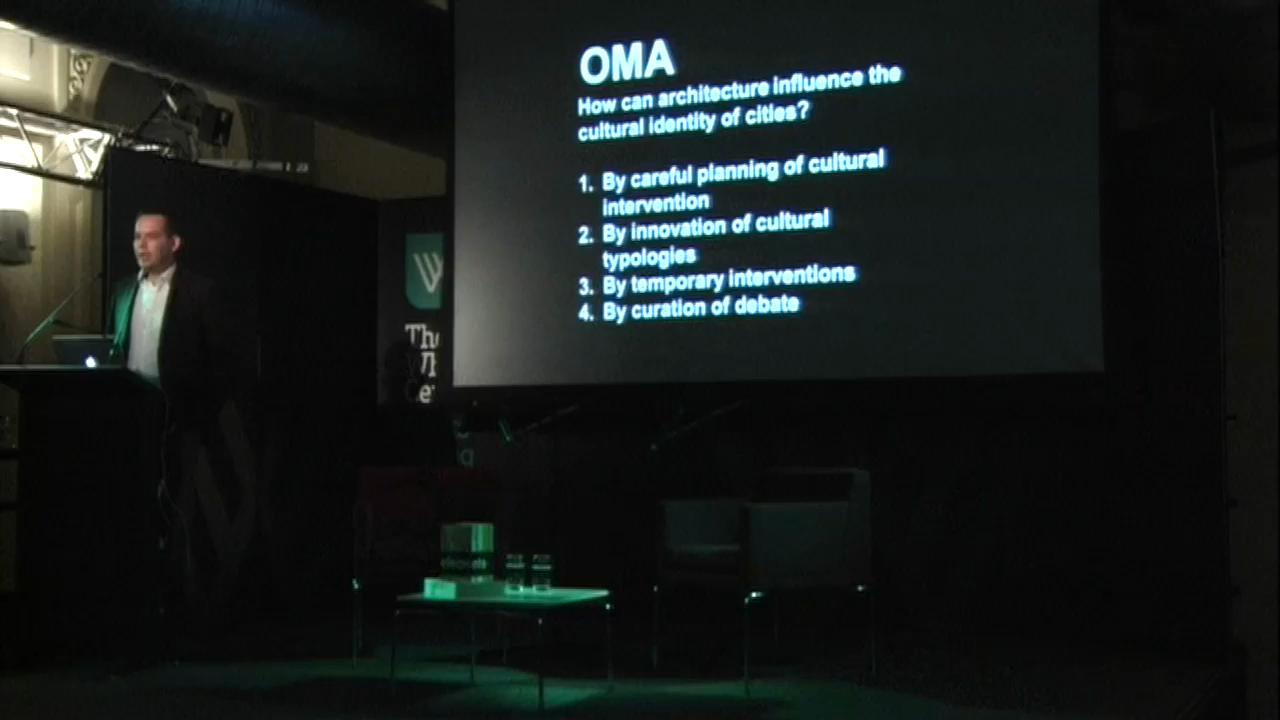 OMA
How can architecture influence the
cultural identity of cities?
1. By careful planning of cultural
intervention
2. By innovation of cultural
typologies
3. By temporary interventions
4. By curation of debate